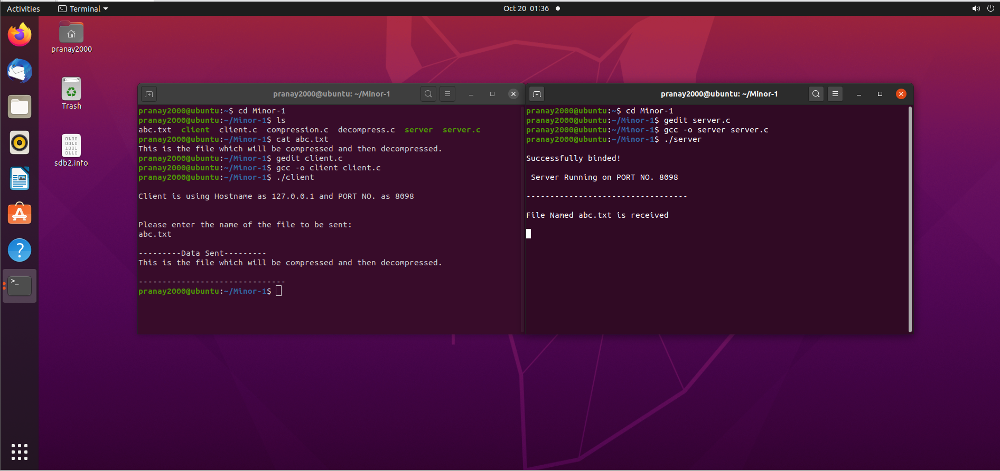 Activities
Terminal
Oct 20 01:36
pranay2000
Trash
0100
0010
1001
0110
sdb2.info
>_
pranay2000@ubuntu: ~/Minor-1
pranay2000@ubuntu:~$ cd Minor-1
pranay2000@ubuntu:~/Minor-1$ ls
abc.txt client client.c compression.c decompress.c server server.c
pranay2000@ubuntu:~/Minor-1$ cat abc.txt
This is the file which will be compressed and then decompressed.
pranay2000@ubuntu:~/Minor-1$ gedit client.c
pranay2000@ubuntu:~/Minor-1$ gcc -o client client.c
pranay2000@ubuntu:~/Minor-1$ ./client
Client is using Hostname as 127.0.0.1 and PORT NO. as 8098
Please enter the name of the file to be sent:
abc.txt
---------Data Sent---------
This is the file which will be compressed and then decompressed.
-------------------------------
pranay2000@ubuntu:~/Minor-1$
pranay2000@ubuntu: ~/Minor-1
pranay2000@ubuntu:~$ cd Minor-1
pranay2000@ubuntu:~/Minor-1$ gedit server.c
pranay2000@ubuntu:~/Minor-1$ gcc -o server server.c
pranay2000@ubuntu:~/Minor-1$ ./server
Successfully binded!
Server Running on PORT NO. 8098
----------------------------------
File Named abc.txt is received